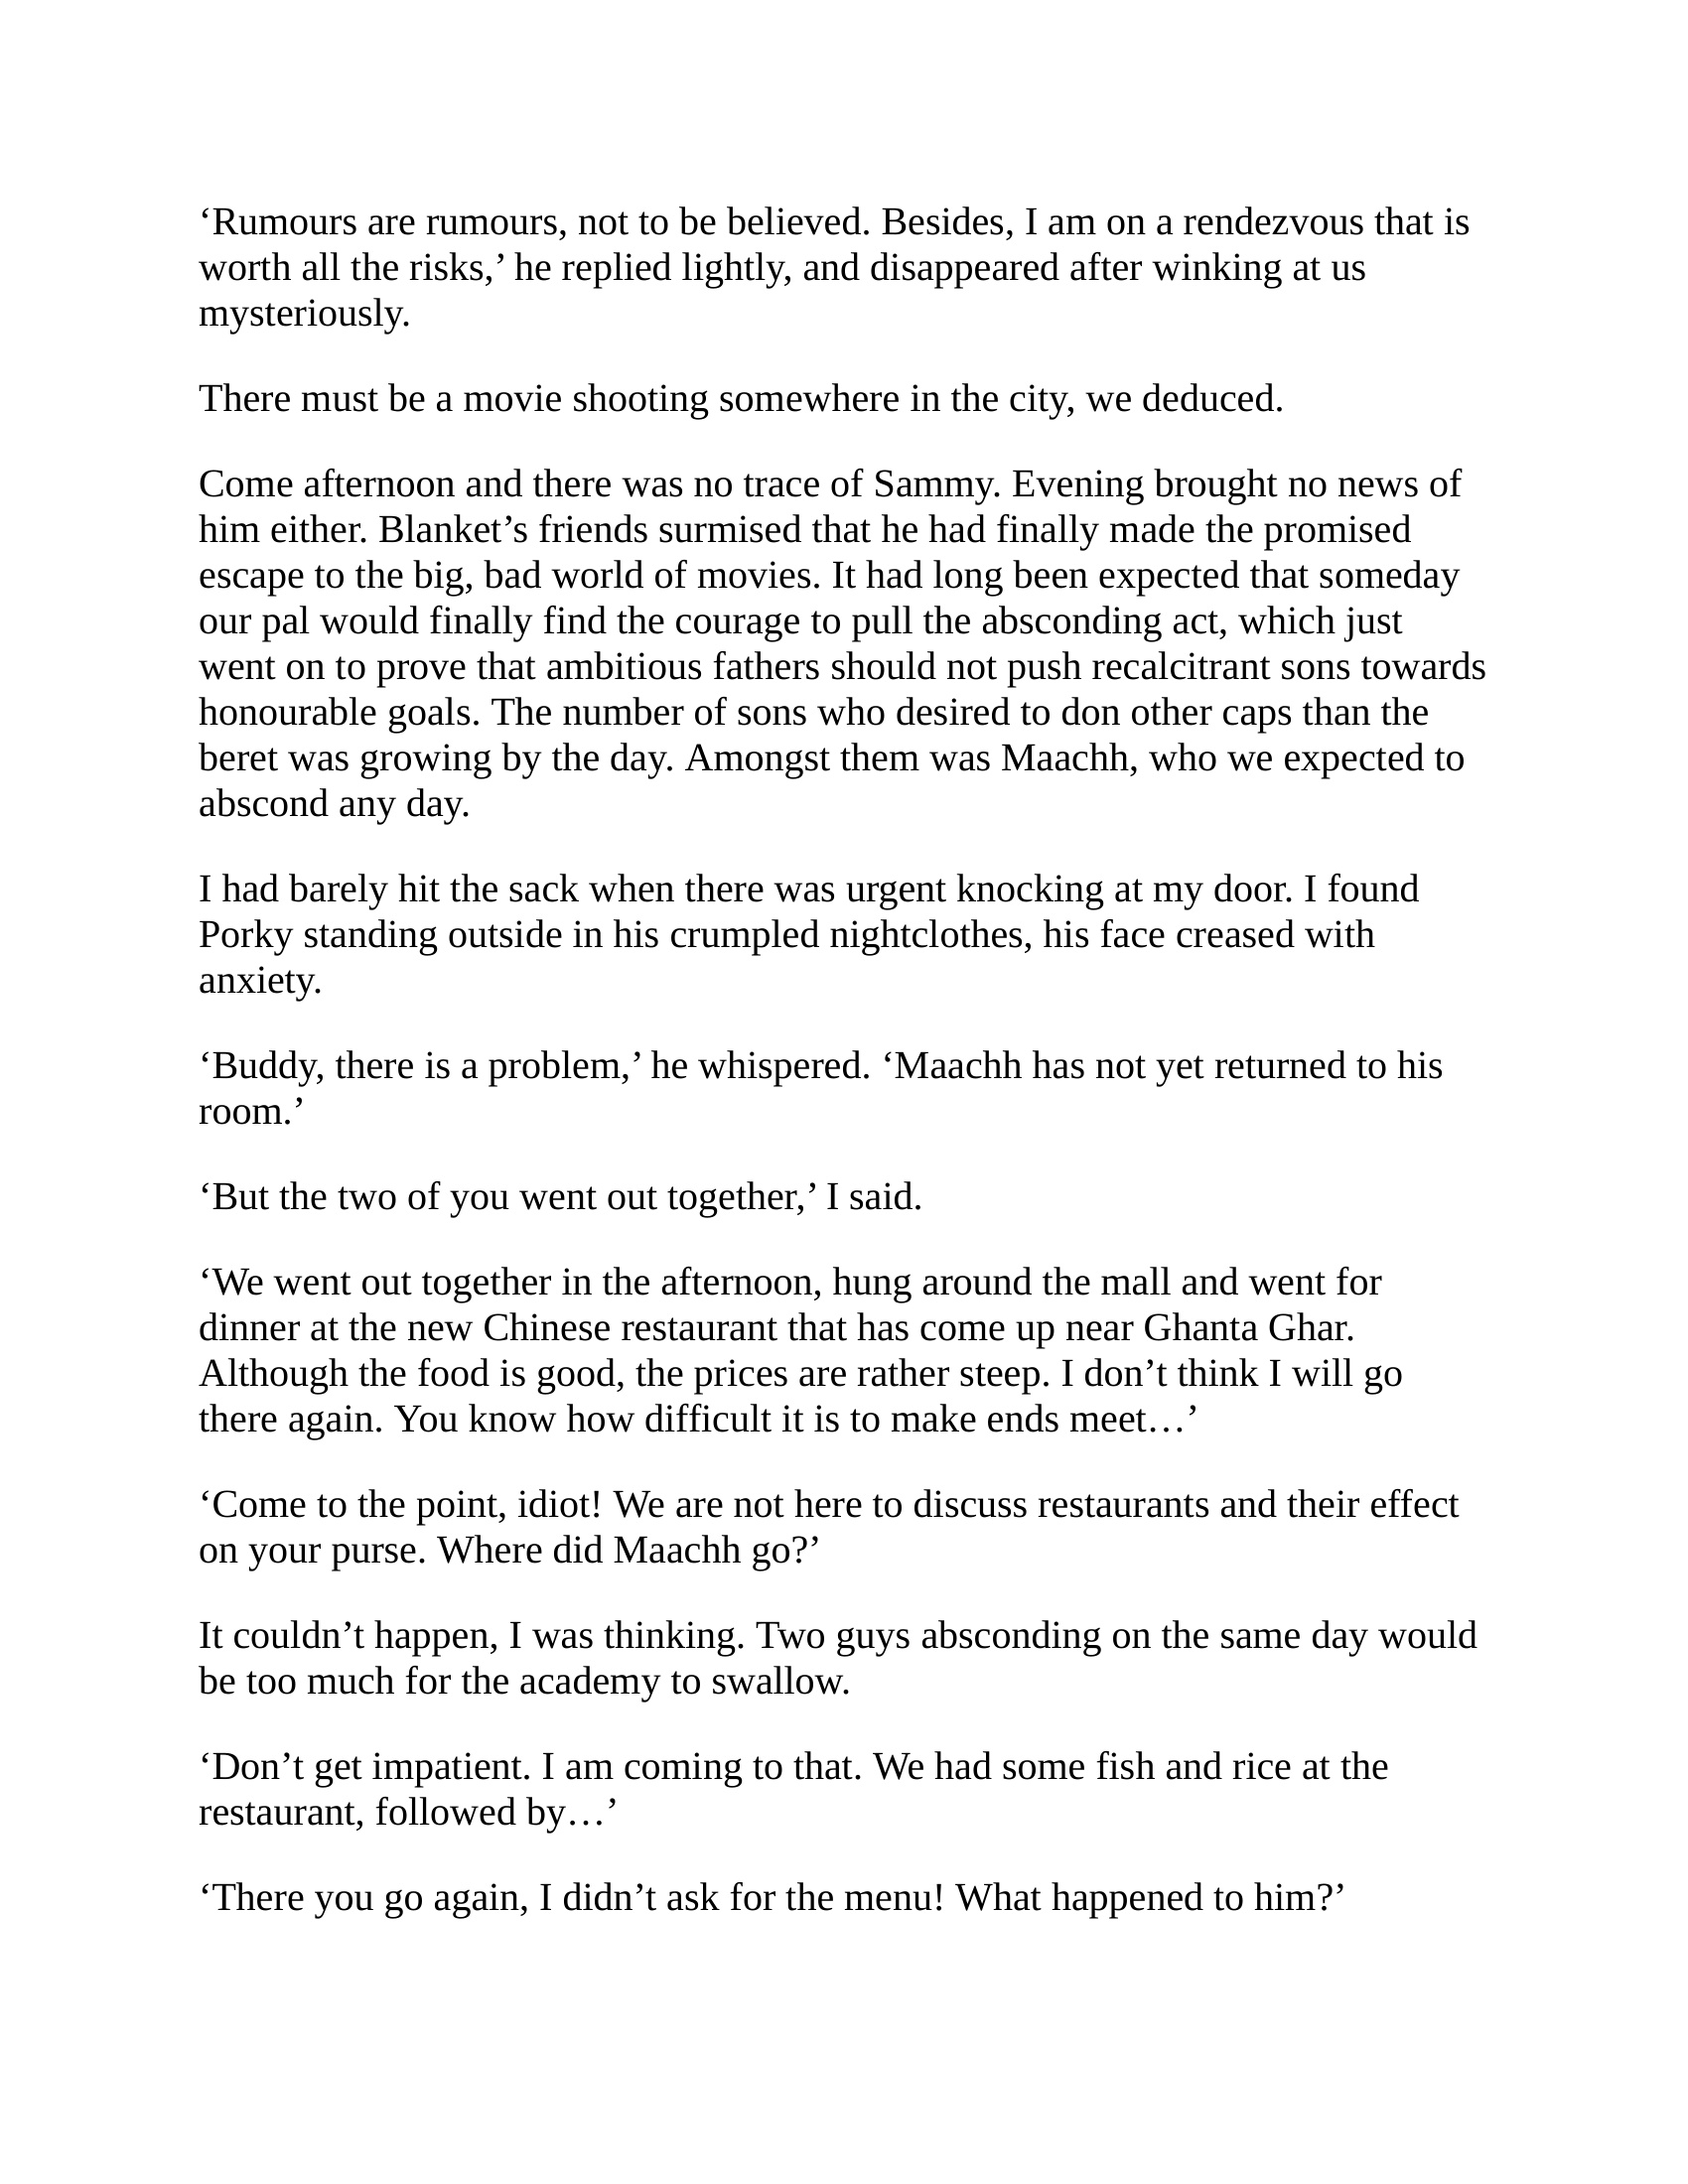 ‘Rumours are rumours, not to be believed. Besides, I am on a rendezvous that is
worth all the risks,’ he replied lightly, and disappeared after winking at us
mysteriously.
There must be a movie shooting somewhere in the city, we deduced.
Come afternoon and there was no trace of Sammy. Evening brought no news of
him either. Blanket’s friends surmised that he had finally made the promised
escape to the big, bad world of movies. It had long been expected that someday
our pal would finally find the courage to pull the absconding act, which just
went on to prove that ambitious fathers should not push recalcitrant sons towards
honourable goals. The number of sons who desired to don other caps than the
beret was growing by the day. Amongst them was Maachh, who we expected to
abscond any day.
I had barely hit the sack when there was urgent knocking at my door. I found
Porky standing outside in his crumpled nightclothes, his face creased with
anxiety.
‘Buddy, there is a problem,’ he whispered. ‘Maachh has not yet returned to his
room.’
‘But the two of you went out together,’ I said.
‘We went out together in the afternoon, hung around the mall and went for
dinner at the new Chinese restaurant that has come up near Ghanta Ghar.
Although the food is good, the prices are rather steep. I don’t think I will go
there again. You know how difficult it is to make ends meet…’
‘Come to the point, idiot! We are not here to discuss restaurants and their effect
on your purse. Where did Maachh go?’
It couldn’t happen, I was thinking. Two guys absconding on the same day would
be too much for the academy to swallow.
‘Don’t get impatient. I am coming to that. We had some fish and rice at the
restaurant, followed by…’
‘There you go again, I didn’t ask for the menu! What happened to him?’